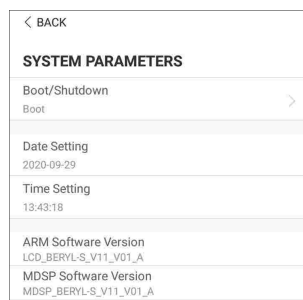 < BACK
SYSTEM PARAMETERS
Boot/Shutdown
Boot
Date Setting
2020-09-29
Time Setting
13:43:18
ARM Software Version
LCD_BERYL-S_V11_V01_A
MDSP Software Version
MDSP_BERYL-S_V11_V01_A